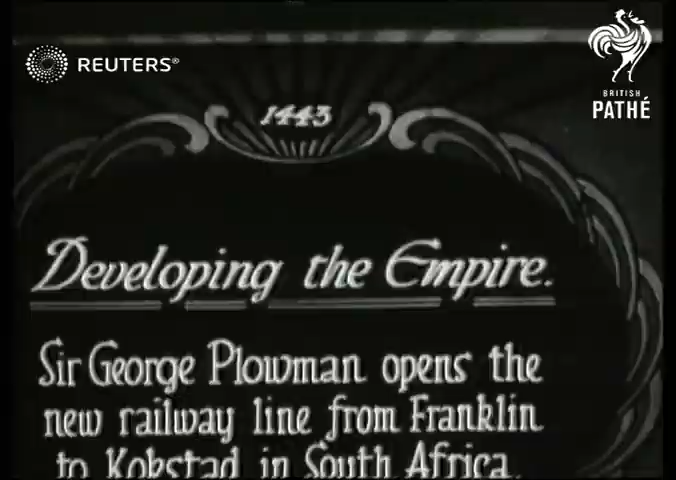 REUTERS®
BRITISH
PATHÉ
1443
Developing the Empire.
Sir George Plowman opens the
new railway line from Franklin
to Kokstad in South Africa.